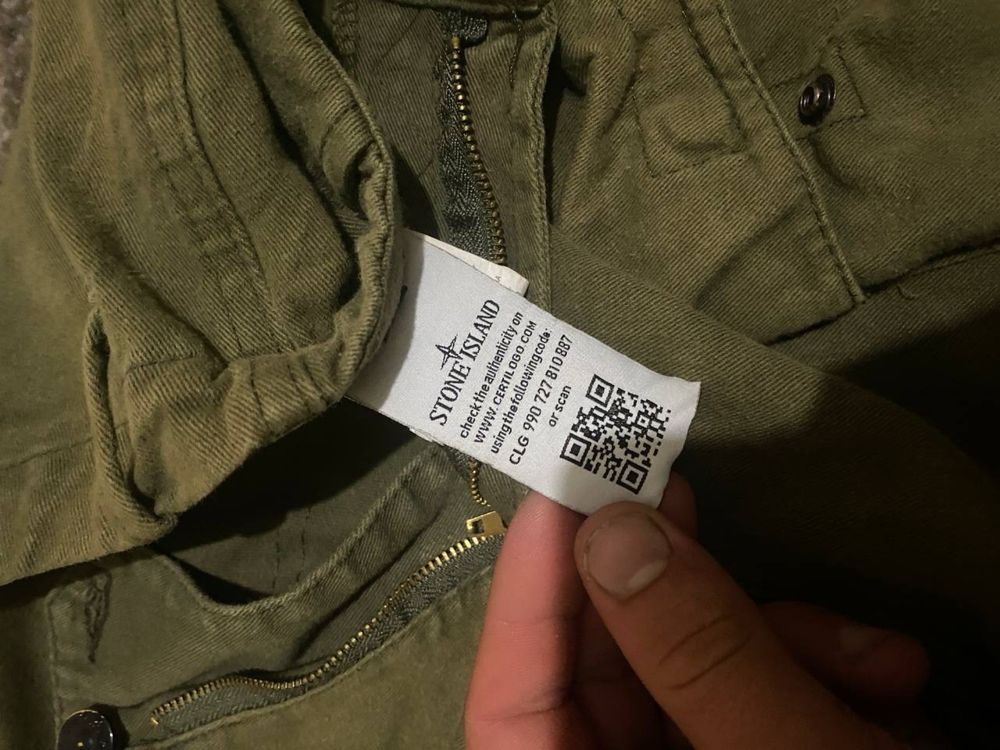 STONE ISLAND
check the authenticity on
WWW.CERTILOGO.COM
using the following code:
CLG 990 727 810 887
or scan